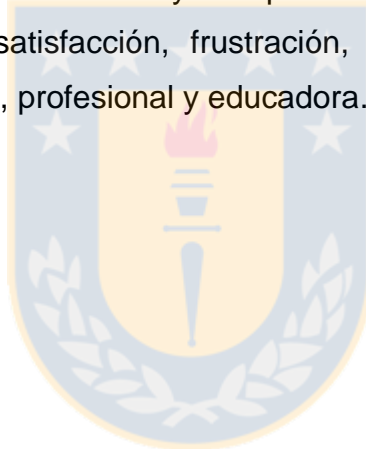 y
satisfacción, frustración,
, profesional y educadora.